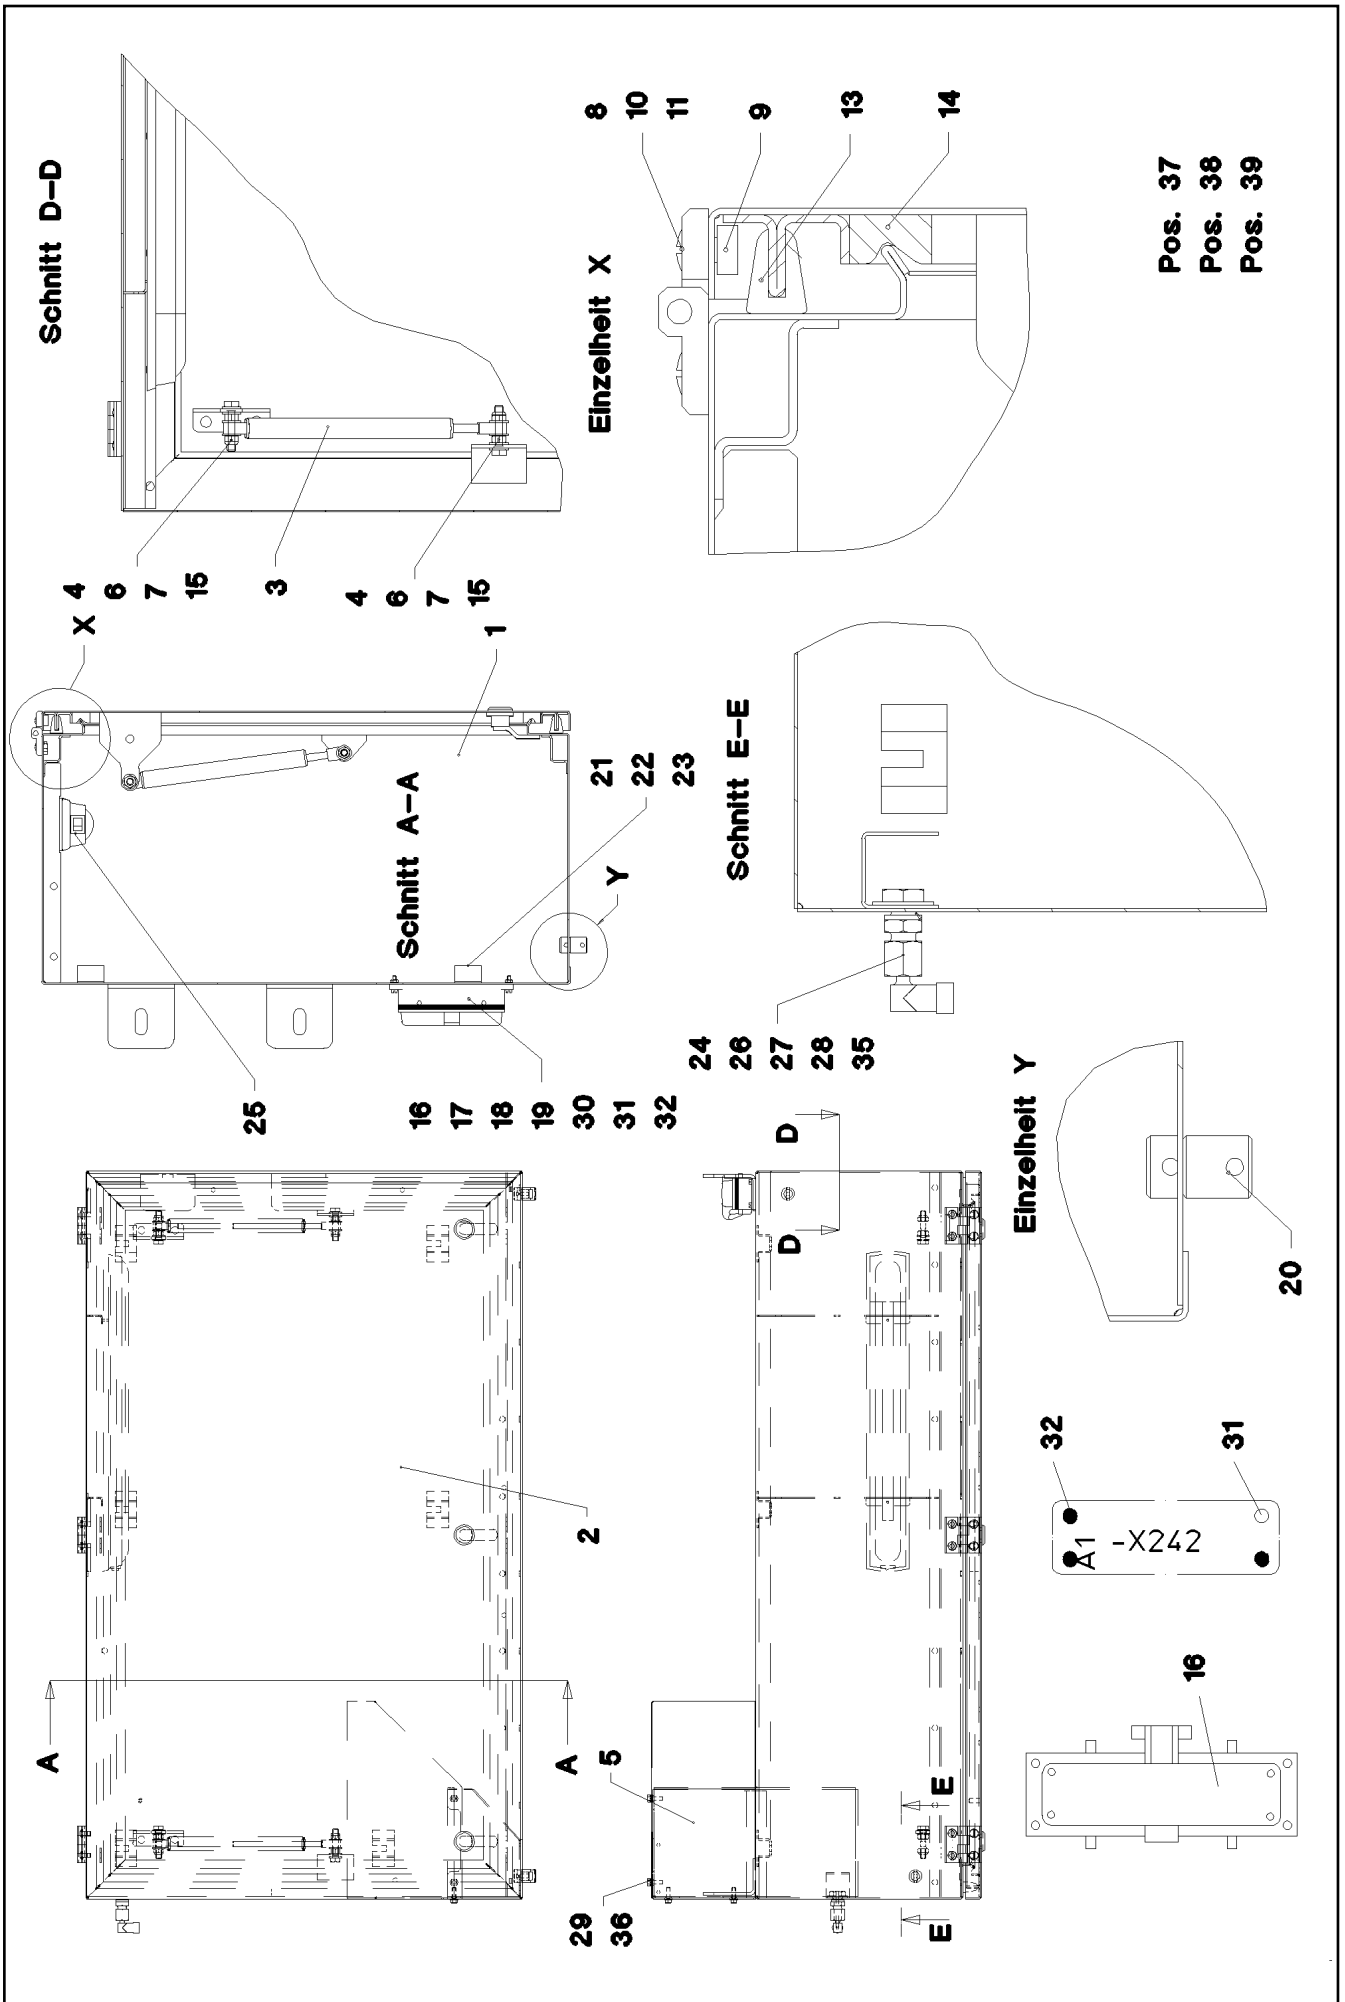 Schnitt D-D
4
6
7
15
3
4
6
7
15
X
1
Schnitt A-A
21
22
23
Y
25
16
17
18
19
30
31
32
Einzelheit X
8
10
11
9
13
14
Pos. 37
Pos. 38
Pos. 39
Schnitt E-E
24
26
27
28
35
Einzelheit Y
20
A
A
2
D
D
5
29
36
E
E
32
31
A1
-X242
16